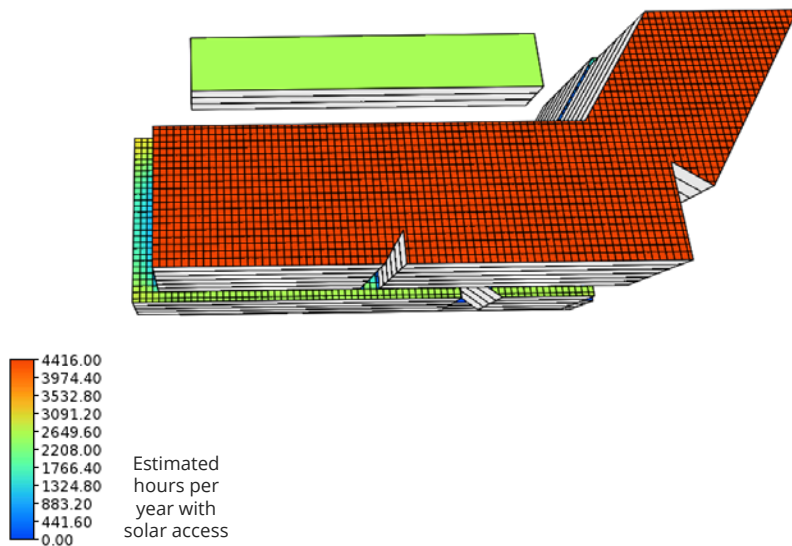 4416.00
3974.40
3532.80
3091.20
2649.60
2208.00
1766.40
1324.80
883.20
441.60
0.00
Estimated
hours per
year with
solar access